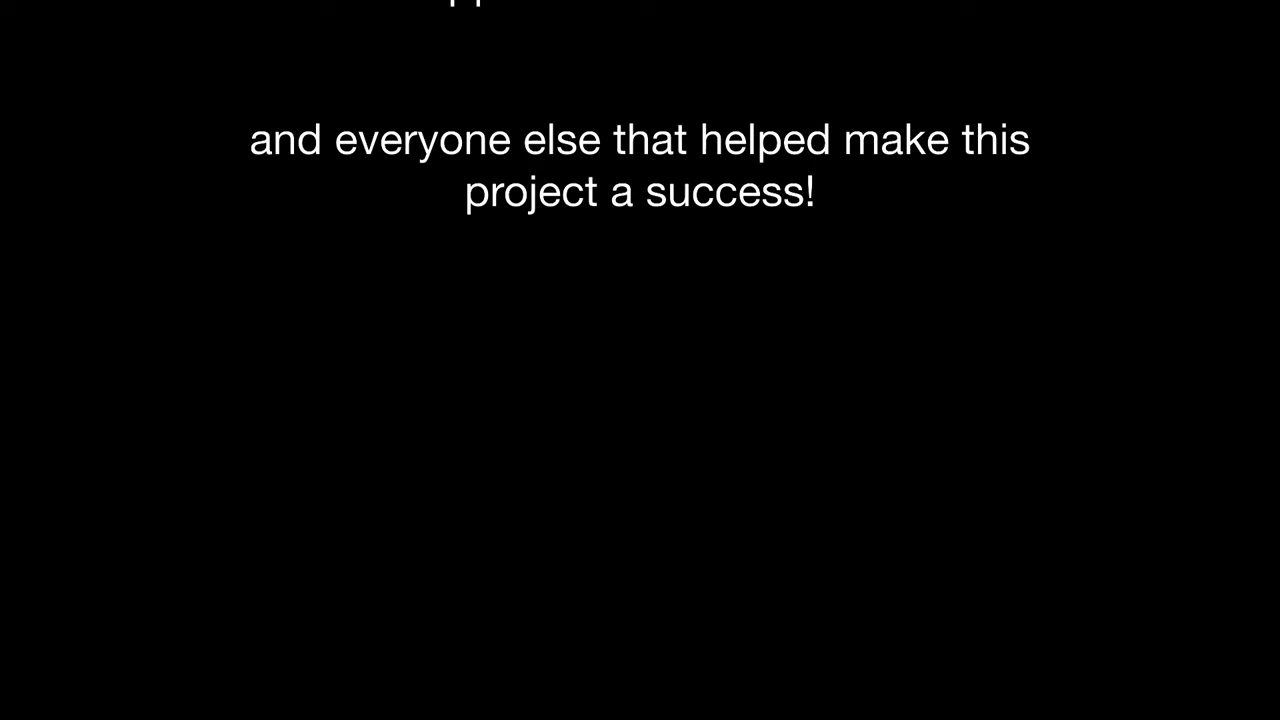 and everyone else that helped make this
project a success!